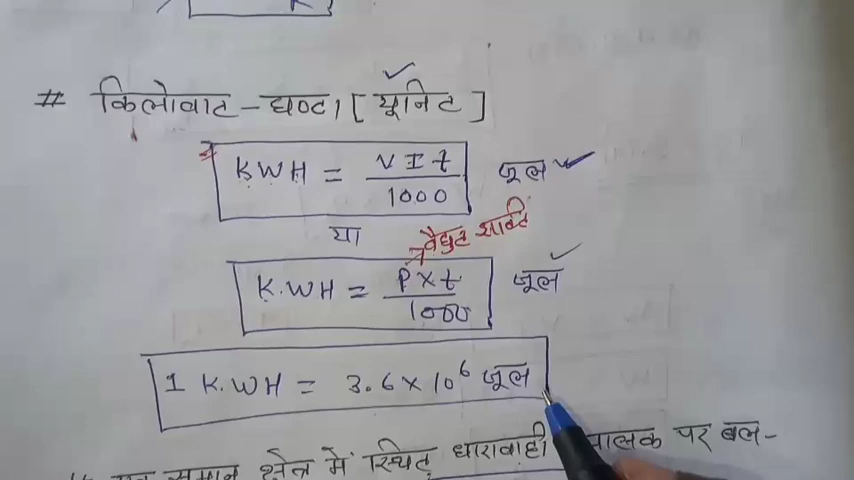 # किलोवाट-घण्टा [यूनिट]
KWH = VIt / 1000 जूल
या
वैद्युत शक्ति
K.WH = P×t / 1000 जूल
1 K.WH = 3.6×10⁶ जूल
समान क्षेत्र में स्थित धारावाही चालक पर बल-